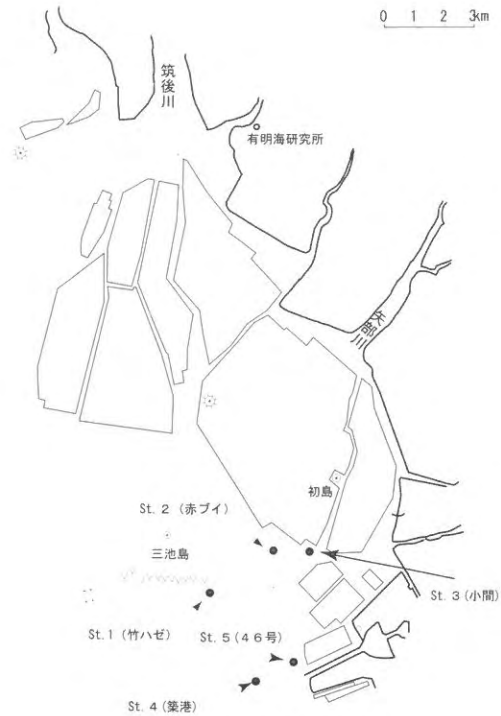 0 1 2 3km
筑後川
有明海研究所
矢部川
初島
St. 2 (赤ブイ)
三池島
St. 3 (小間)
St. 1 (竹ハゼ)
St. 5 (46号)
St. 4 (築港)